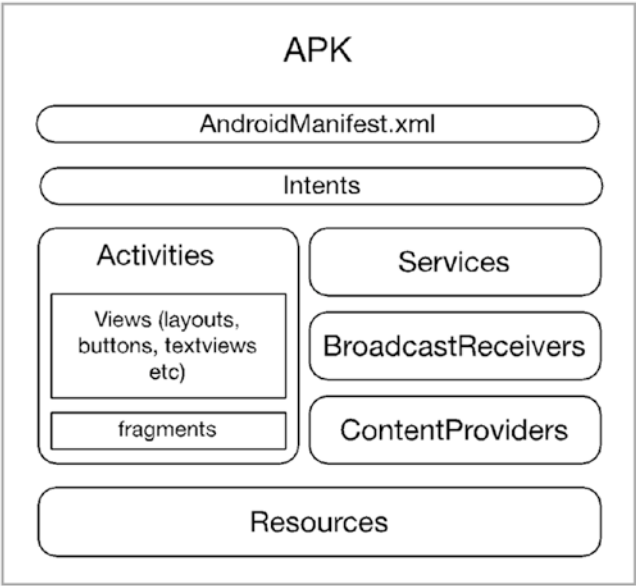 APK
AndroidManifest.xml
Intents
Activities
Views (layouts,
buttons, textviews
etc)
fragments
Services
BroadcastReceivers
ContentProviders
Resources